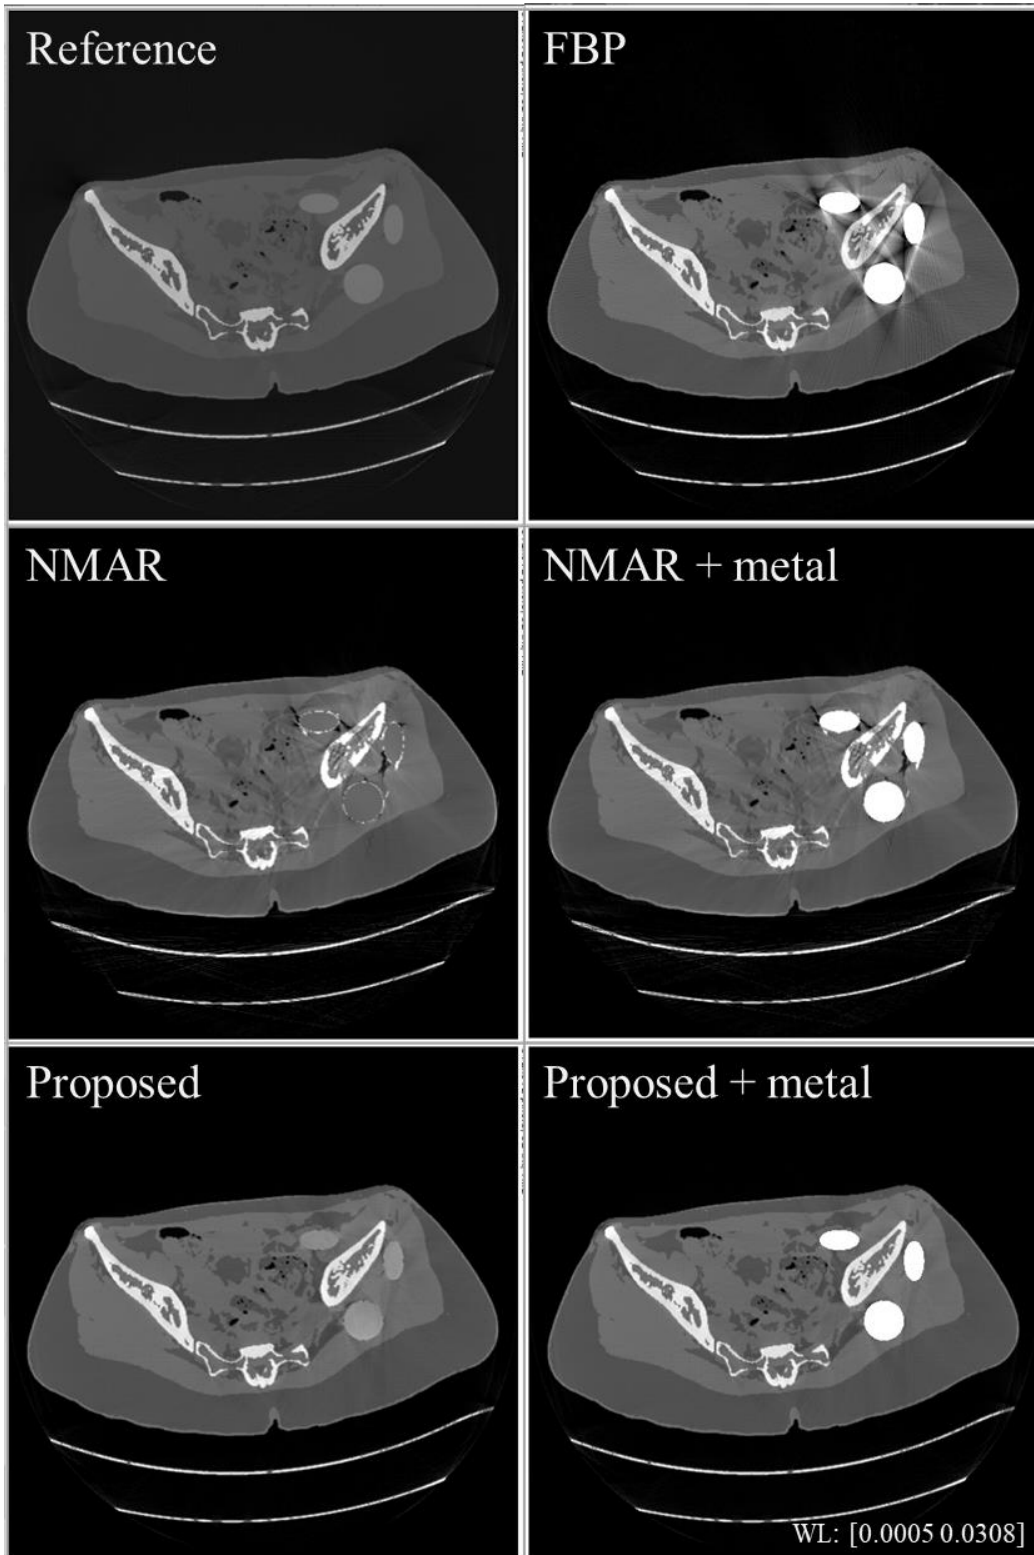 Reference
FBP
NMAR
NMAR + metal
Proposed
Proposed + metal
WL: [0.0005 0.0308]